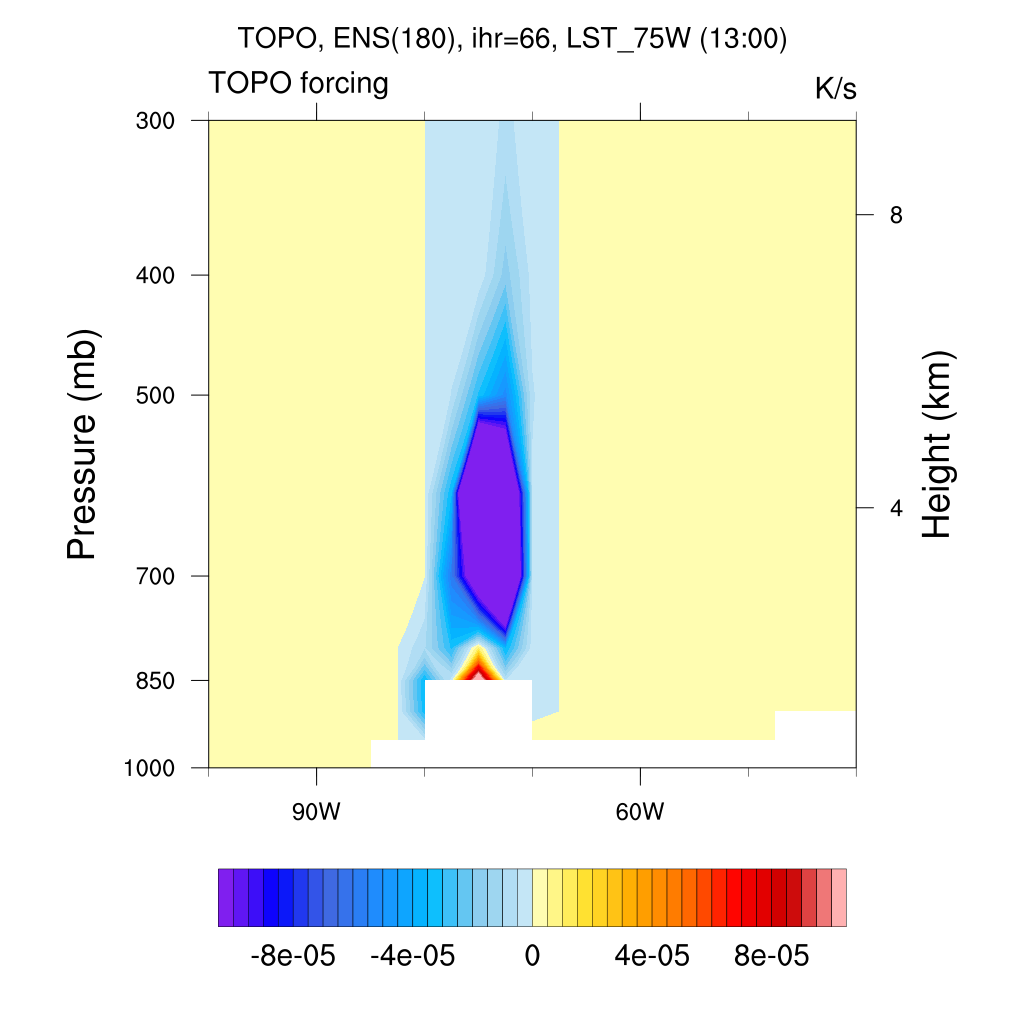 TOPO, ENS(180), ihr=66, LST_75W (13:00)
TOPO forcing
K/s
300
400
500
700
850
1000
Pressure (mb)
8
4
Height (km)
90W
60W
-8e-05
-4e-05
0
4e-05
8e-05